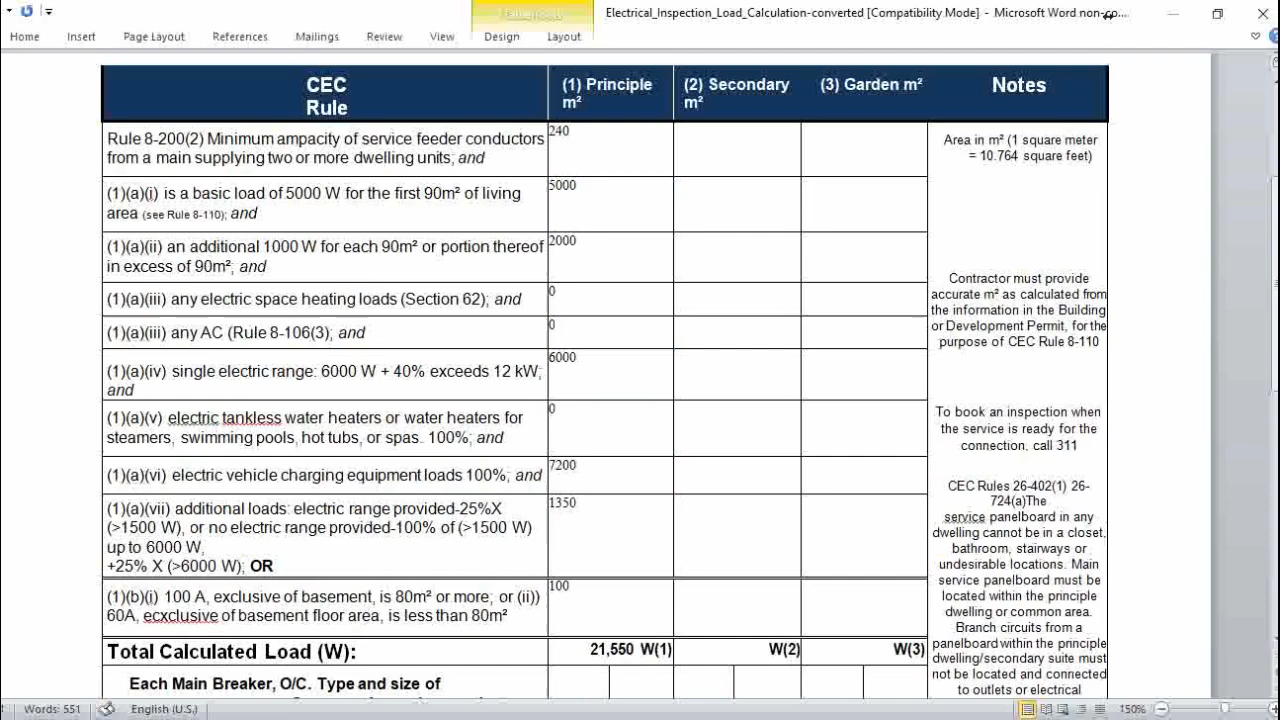 Electrical_Inspection_Load_Calculation-converted [Compatibility Mode] - Microsoft Word non-co...
Home Insert Page Layout References Mailings Review View Design Layout
CEC
Rule
(1) Principle
m²
(2) Secondary
m²
(3) Garden m²
Notes
Rule 8-200(2) Minimum ampacity of service feeder conductors
from a main supplying two or more dwelling units; and
240
Area in m² (1 square meter
= 10.764 square feet)
(1)(a)(i) is a basic load of 5000 W for the first 90m² of living
area (see Rule 8-110); and
5000
(1)(a)(ii) an additional 1000 W for each 90m² or portion thereof
in excess of 90m²; and
2000
(1)(a)(iii) any electric space heating loads (Section 62); and
0
(1)(a)(iii) any AC (Rule 8-106(3); and
0
Contractor must provide
accurate m² as calculated from
the information in the Building
or Development Permit, for the
purpose of CEC Rule 8-110
(1)(a)(iv) single electric range: 6000 W + 40% exceeds 12 kW;
and
6000
(1)(a)(v) electric tankless water heaters or water heaters for
steamers, swimming pools, hot tubs, or spas. 100%; and
0
To book an inspection when
the service is ready for the
connection, call 311
(1)(a)(vi) electric vehicle charging equipment loads 100%; and
7200
(1)(a)(vii) additional loads: electric range provided-25%X
(>1500 W), or no electric range provided-100% of (>1500 W)
up to 6000 W,
+25% X (>6000 W); OR
1350
(1)(b)(i) 100 A, exclusive of basement, is 80m² or more; or (ii))
60A, ecxclusive of basement floor area, is less than 80m²
100
CEC Rules 26-402(1) 26-
724(a)The
service panelboard in any
dwelling cannot be in a closet,
bathroom, stairways or
undesirable locations. Main
service panelboard must be
located within the principle
dwelling or common area.
Branch circuits from a
panelboard within the principle
dwelling/secondary suite must
not be located and connected
to outlets or electrical
Total Calculated Load (W): 21,550 W(1) W(2) W(3)
Each Main Breaker, O/C. Type and size of
Words: 551 English (U.S.) 150%